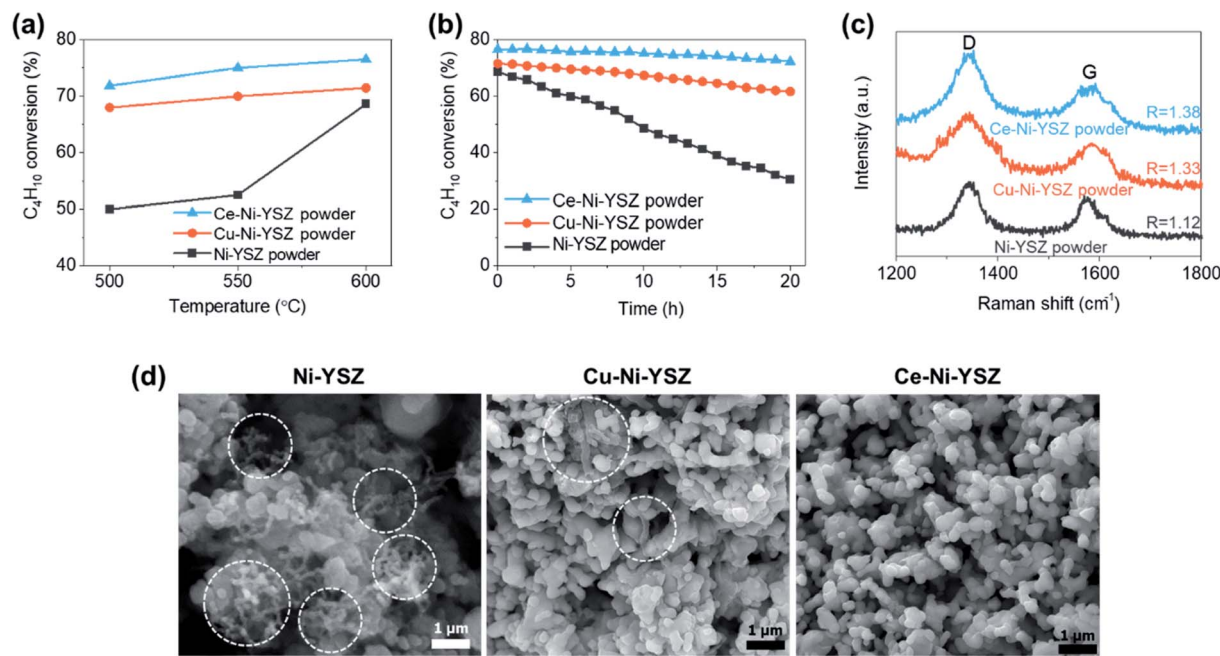 (a)
80
70
60
50
40
C₄H₁₀ conversion (%)
Ce-Ni-YSZ powder
Cu-Ni-YSZ powder
Ni-YSZ powder
500 550 600
Temperature (°C)
(b)
80
60
40
20
0
C₄H₁₀ conversion (%)
Ce-Ni-YSZ powder
Cu-Ni-YSZ powder
Ni-YSZ powder
0 5 10 15 20
Time (h)
(c)
Intensity (a.u.)
D
G
R=1.38
Ce-Ni-YSZ powder
R=1.33
Cu-Ni-YSZ powder
R=1.12
Ni-YSZ powder
1200 1400 1600 1800
Raman shift (cm⁻¹)
(d)
Ni-YSZ
Cu-Ni-YSZ
Ce-Ni-YSZ
1 μm
1 μm
1 μm